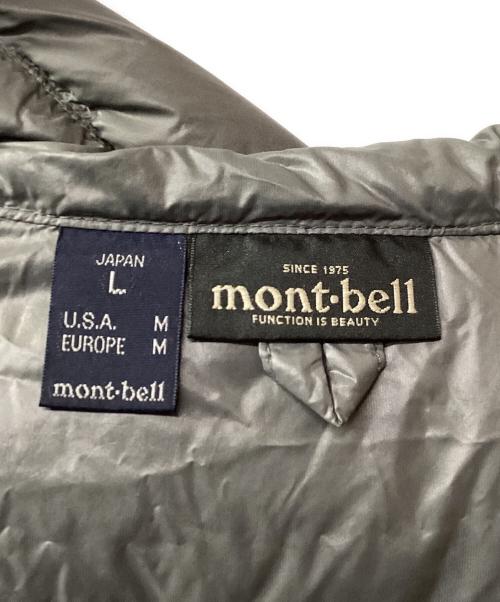 JAPAN
L
U.S.A. M
EUROPE M
mont-bell
SINCE 1975
mont-bell
FUNCTION IS BEAUTY